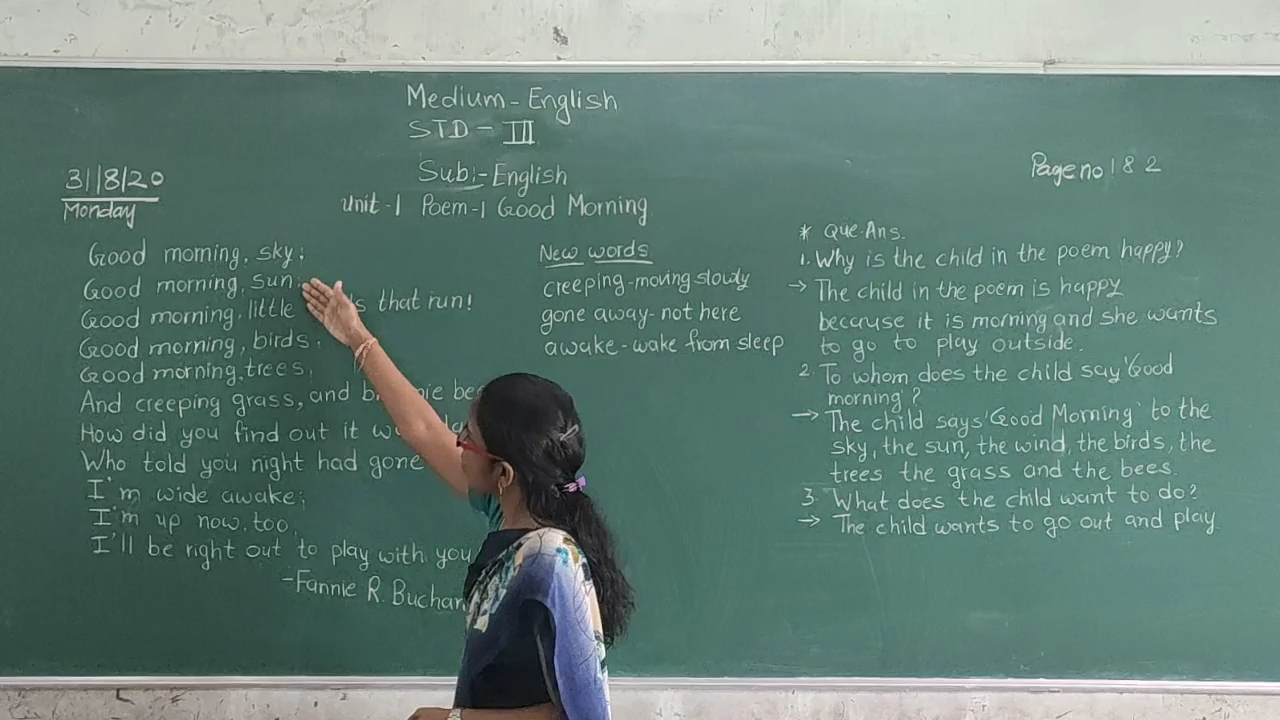 Medium - English
STD - III
Sub:- English
31/8/20
Monday
Page no 1 & 2
Unit -1 Poem-1 Good Morning
Good morning, sky;
Good morning, sun;
Good morning, little that run!
Good morning, birds,
Good morning, trees,
And creeping grass, and
How did you find out it
Who told you night had gone
I'm wide awake;
I'm up now, too,
I'll be right out to play with you
- Fannie R.
New words
creeping - moving slowly
gone away - not here
awake - wake from sleep
* Que. Ans.
1. Why is the child in the poem happy?
→ The child in the poem is happy
because it is morning and she wants
to go to play outside.
2. To whom does the child say 'Good
morning'?
→ The child says 'Good Morning' to the
sky, the sun, the wind, the birds, the
trees the grass and the bees.
3 What does the child want to do?
→ The child wants to go out and play.